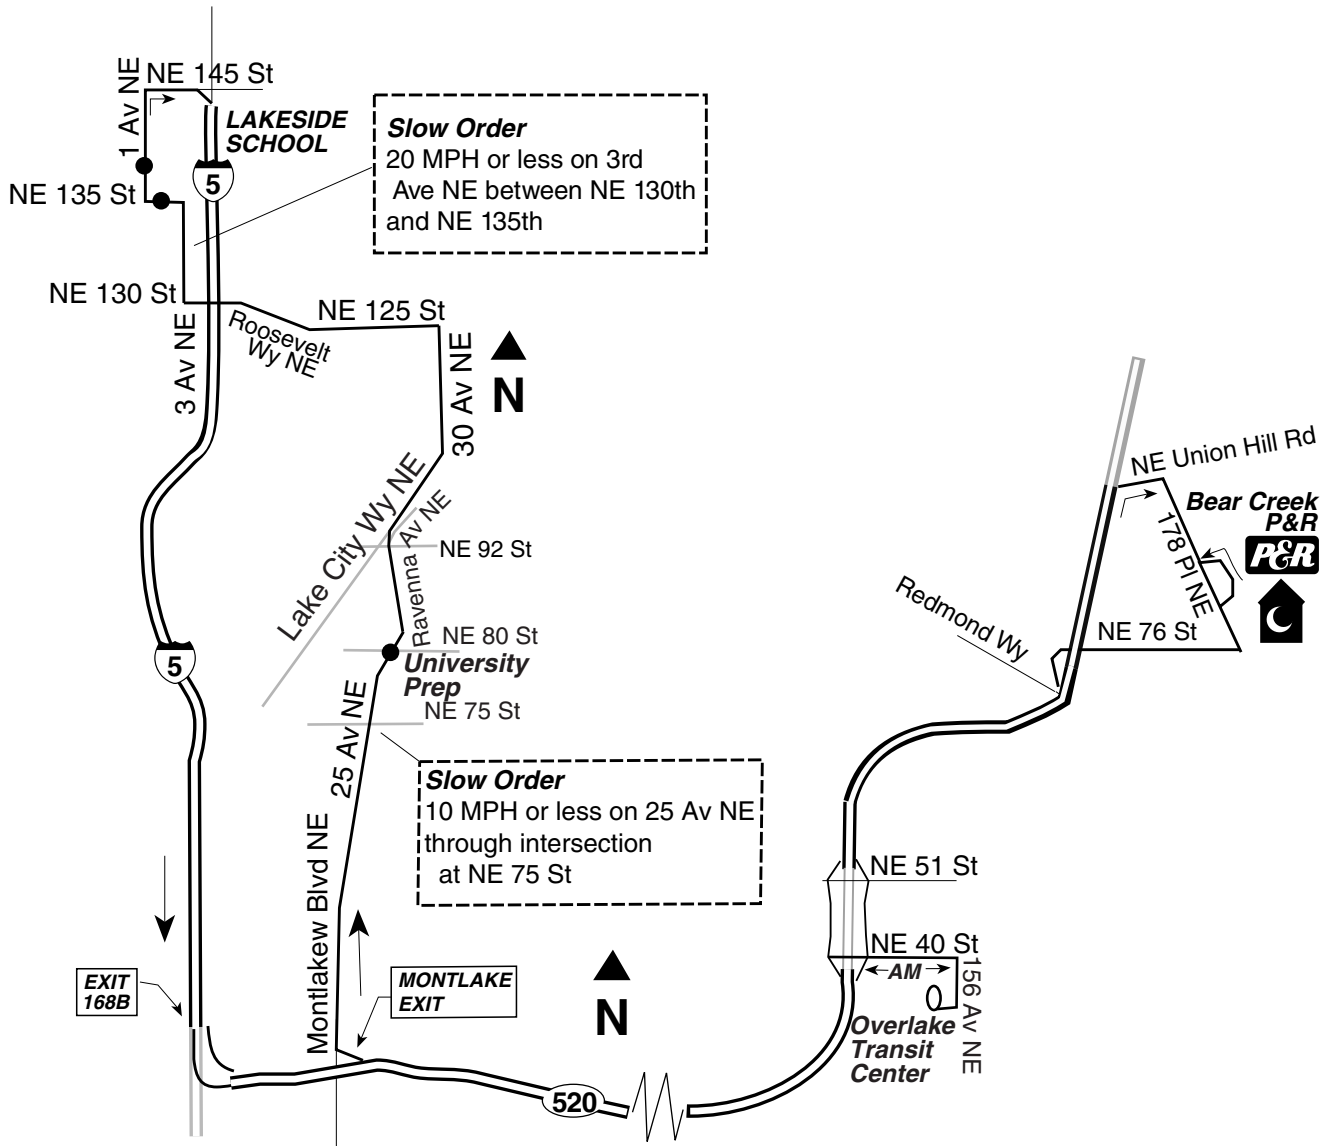 1 Av NE
NE 145 St
LAKESIDE
SCHOOL
5
NE 135 St
Slow Order
20 MPH or less on 3rd
Ave NE between NE 130th
and NE 135th
NE 130 St
3 Av NE
Roosevelt
Wy NE
NE 125 St
30 Av NE
N
Lake City Wy NE
Ravenna Av NE
NE 92 St
NE 80 St
University
Prep
NE 75 St
5
25 Av NE
Slow Order
10 MPH or less on 25 Av NE
through intersection
at NE 75 St
Montlakew Blvd NE
EXIT
168B
MONTLAKE
EXIT
N
520
NE Union Hill Rd
Bear Creek
P&R
P&R
178 Pl NE
NE 76 St
Redmond Wy
NE 51 St
NE 40 St
AM
156 Av NE
Overlake
Transit
Center